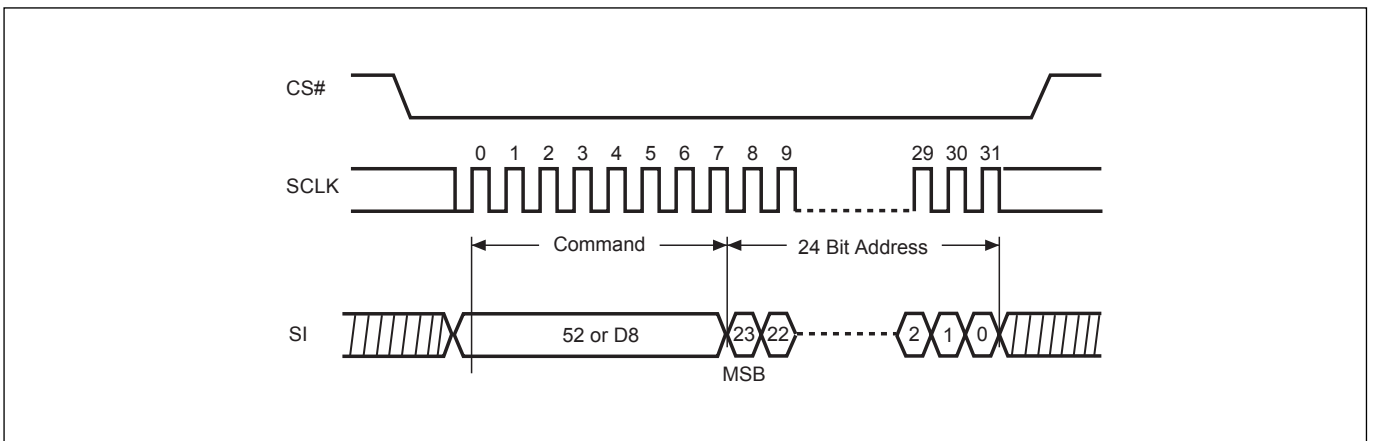 CS#
0 1 2 3 4 5 6 7 8 9 29 30 31
SCLK
Command 24 Bit Address
SI 52 or D8 23 22 2 1 0
MSB